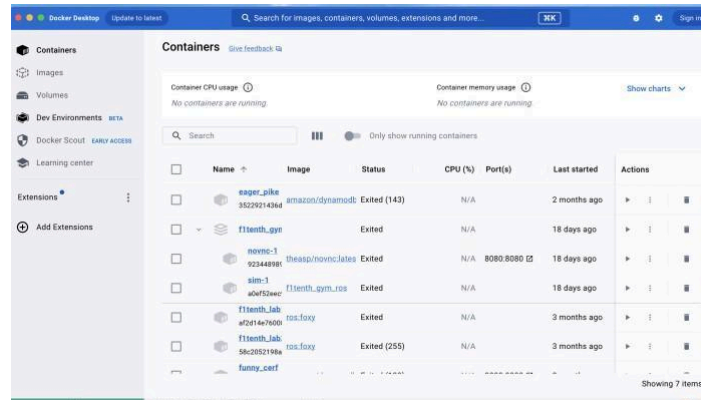 Docker Desktop Update to latest Search for images, containers, volumes, extensions and more... ⌘K Sign in
Containers
Images
Volumes
Dev Environments BETA
Docker Scout EARLY ACCESS
Learning center
Extensions
Add Extensions
Containers Give feedback
Container CPU usage
No containers are running.
Container memory usage
No containers are running.
Show charts
Search
Only show running containers
Name Image Status CPU (%) Port(s) Last started Actions
eager_pike
3522921436d amazon/dynamodb Exited (143) N/A 2 months ago
f1tenth_gyn Exited N/A 18 days ago
novnc-1
theasp/novnc:lates Exited N/A 8080:8080 18 days ago
sim-1
a0ef52eec f1tenth_gym_ros Exited N/A 18 days ago
f1tenth_lab
af2d14e7600 ros:foxy Exited N/A 3 months ago
f1tenth_lab
58c2052198a ros:foxy Exited (255) N/A 3 months ago
funny_cerf
Showing 7 items